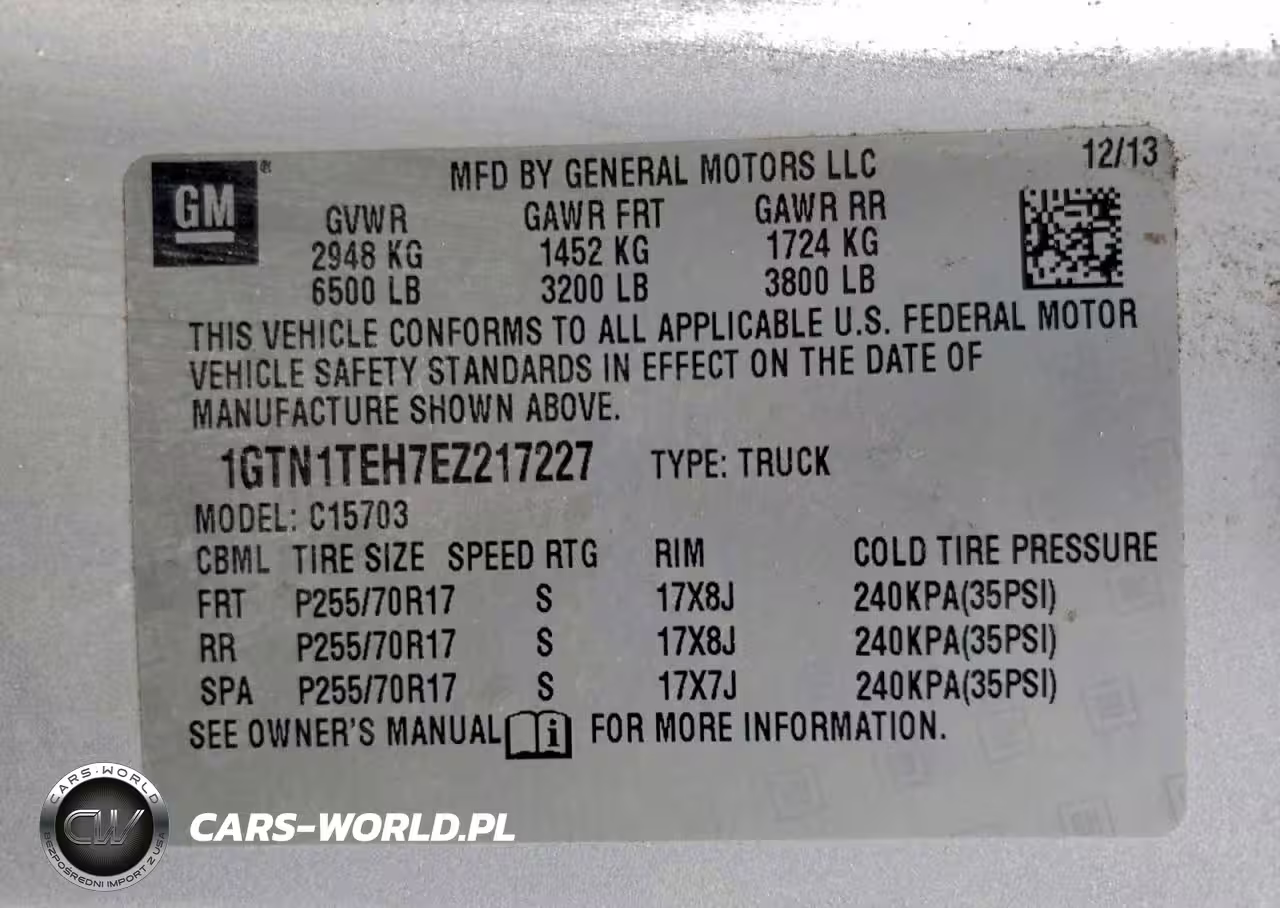 GM ®
MFD BY GENERAL MOTORS LLC 12/13
GVWR GAWR FRT GAWR RR
2948 KG 1452 KG 1724 KG
6500 LB 3200 LB 3800 LB
THIS VEHICLE CONFORMS TO ALL APPLICABLE U.S. FEDERAL MOTOR
VEHICLE SAFETY STANDARDS IN EFFECT ON THE DATE OF
MANUFACTURE SHOWN ABOVE.
1GTN1TEH7EZ217227 TYPE: TRUCK
MODEL: C15703
CBML TIRE SIZE SPEED RTG RIM COLD TIRE PRESSURE
FRT P255/70R17 S 17X8J 240KPA(35PSI)
RR P255/70R17 S 17X8J 240KPA(35PSI)
SPA P255/70R17 S 17X7J 240KPA(35PSI)
SEE OWNER'S MANUAL i FOR MORE INFORMATION.
CARS-WORLD
CW
BEZPOŚREDNI IMPORT Z USA
CARS-WORLD.PL